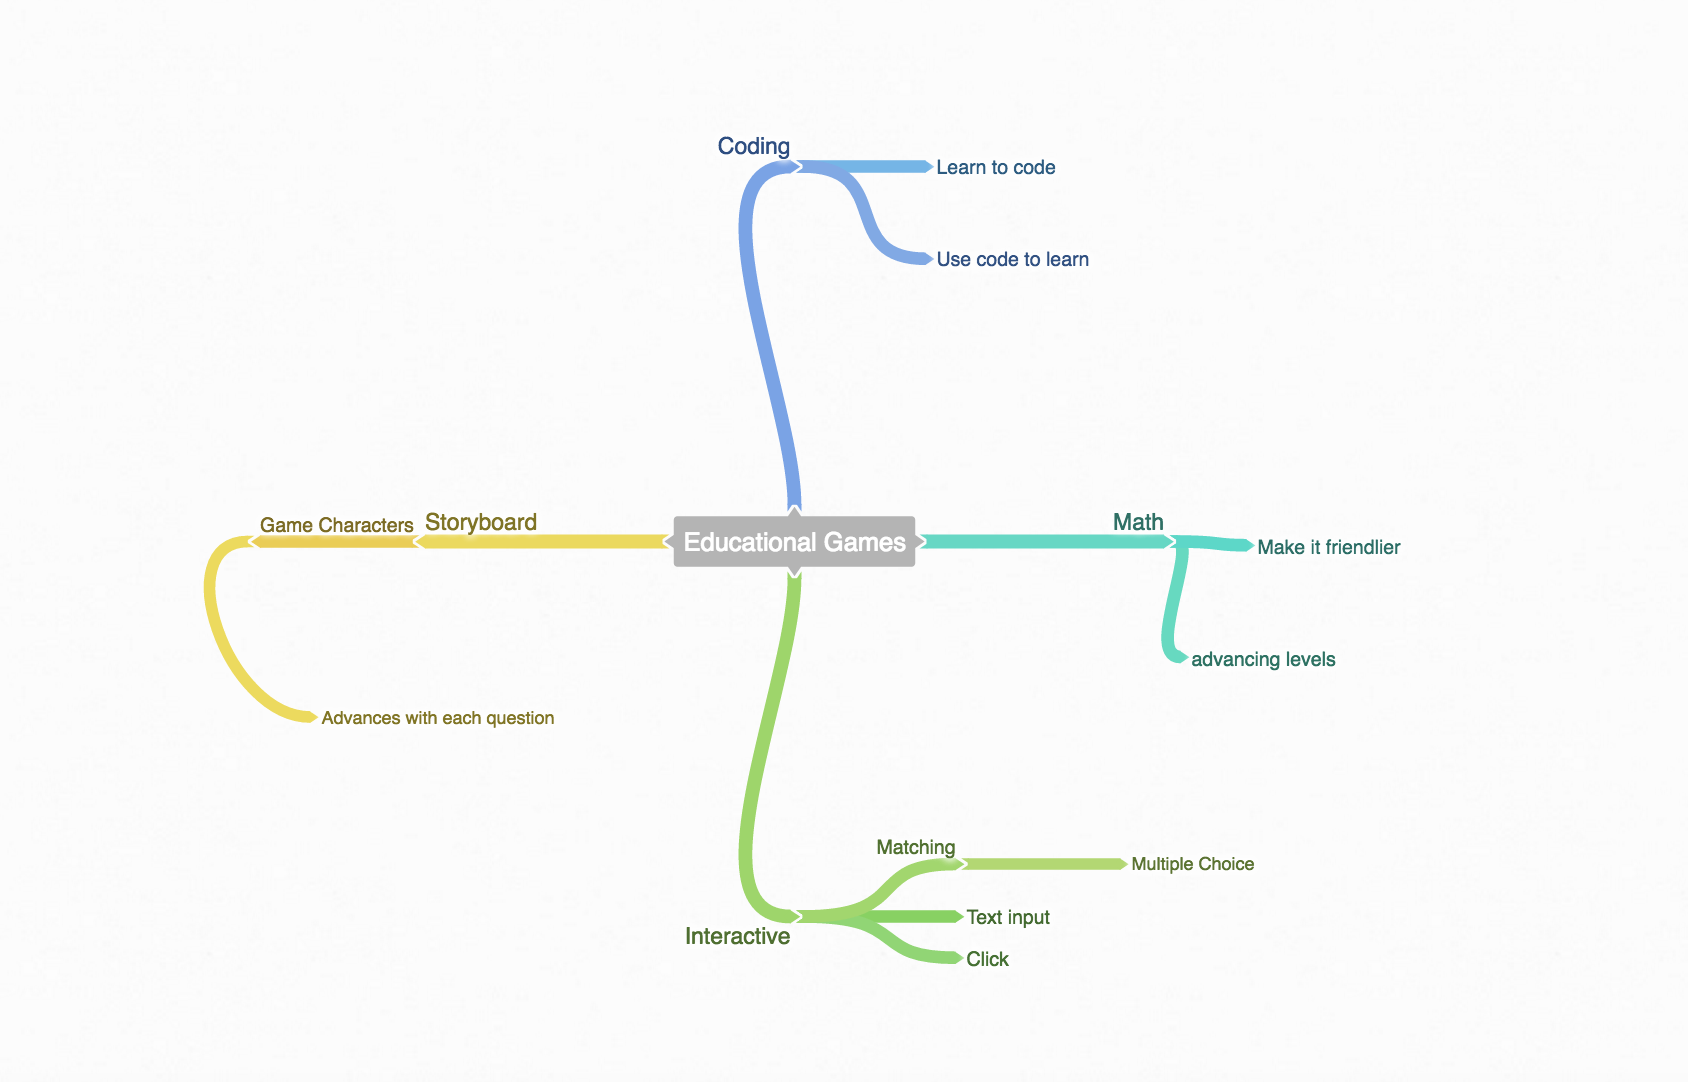 Coding
Learn to code
Use code to learn
Game Characters
Storyboard
Educational Games
Math
Make it friendlier
advancing levels
Advances with each question
Matching
Multiple Choice
Text input
Interactive
Click